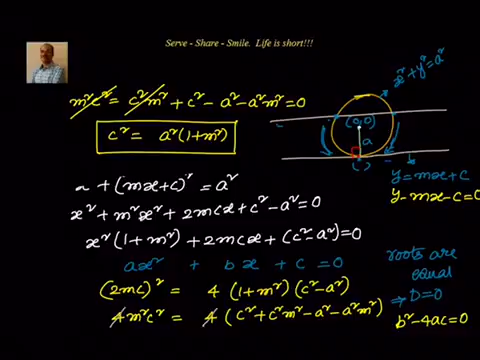 Serve - Share - Smile. Life is short!!!
m²c² = c²m² + c² - a² - a²m² = 0
c² = a²(1+m²)
x² + y² = a²
(0,0)
a
( )
y = mx + c
y - mx - c = 0
+ (mx + c)² = a²
x² + m²x² + 2mcx + c² - a² = 0
x² (1 + m²) + 2mcx + (c² - a²) = 0
ax² + bx + c = 0
(2mc)² = 4 (1+m²) (c² - a²)
4m²c² = 4 (c² + c²m² - a² - a²m²)
roots are
equal
⇒ D = 0
b² - 4ac = 0